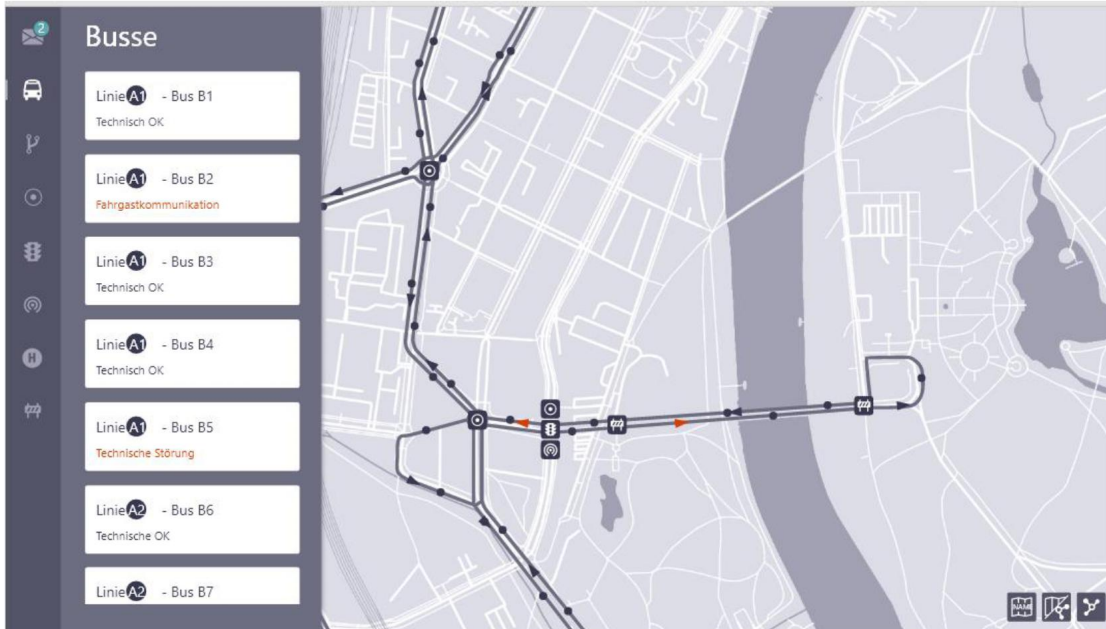 2
Busse
Linie A1 - Bus B1
Technisch OK
Linie A1 - Bus B2
Fahrgastkommunikation
Linie A1 - Bus B3
Technisch OK
Linie A1 - Bus B4
Technisch OK
Linie A1 - Bus B5
Technische Störung
Linie A2 - Bus B6
Technische OK
Linie A2 - Bus B7
H
NAME